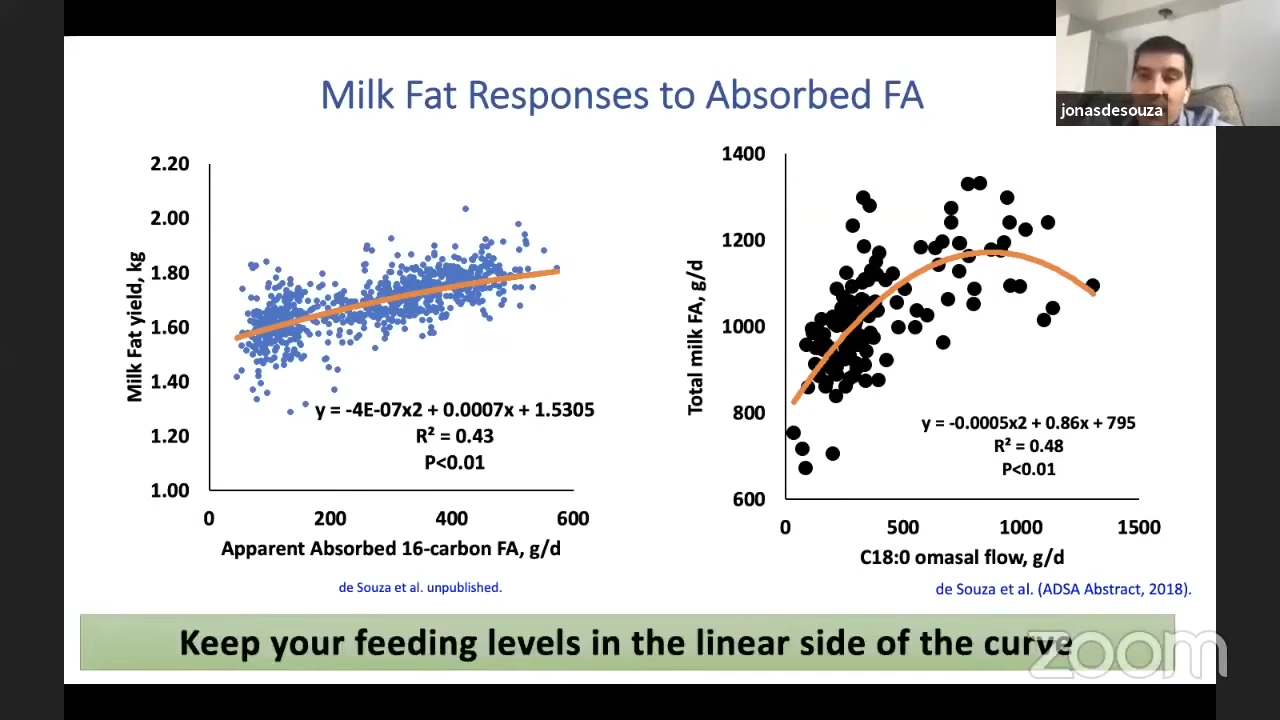 Milk Fat Responses to Absorbed FA
jonasdesouza
2.20
2.00
1.80
1.60
1.40
1.20
1.00
Milk Fat yield, kg
y = -4E-07x2 + 0.0007x + 1.5305
R² = 0.43
P<0.01
0 200 400 600
Apparent Absorbed 16-carbon FA, g/d
de Souza et al. unpublished.
1400
1200
1000
800
600
Total milk FA, g/d
y = -0.0005x2 + 0.86x + 795
R² = 0.48
P<0.01
0 500 1000 1500
C18:0 omasal flow, g/d
de Souza et al. (ADSA Abstract, 2018).
Keep your feeding levels in the linear side of the curve
zoom